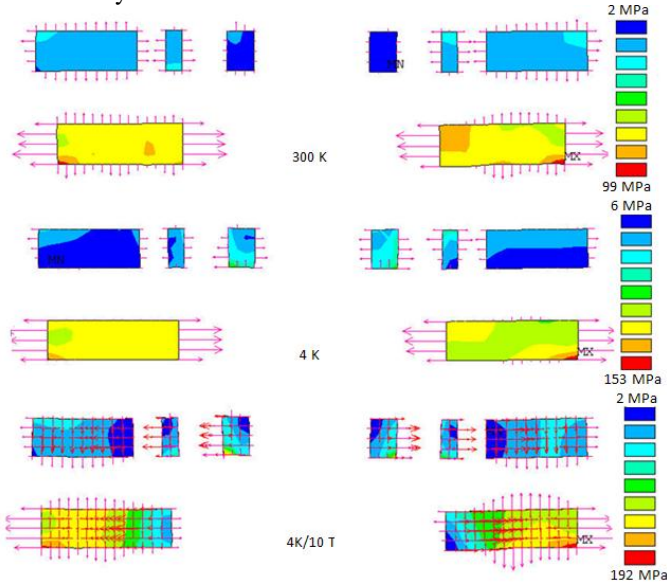 2 MPa
MN
300 K
MX
99 MPa
6 MPa
MN
4 K
MX
153 MPa
2 MPa
4K/10 T
MX
192 MPa